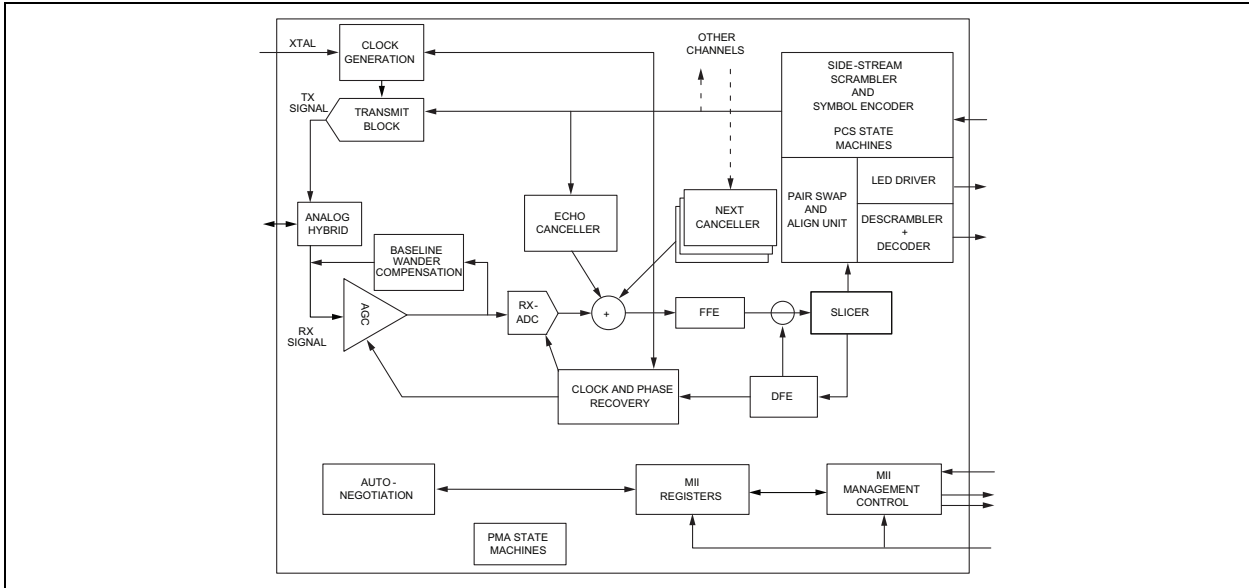 OTHER
CHANNELS
XTAL
CLOCK
GENERATION
SIDE-STREAM
SCRAMBLER
AND
SYMBOL ENCODER
PCS STATE
MACHINES
TX
SIGNAL
TRANSMIT
BLOCK
LED DRIVER
PAIR SWAP
AND
ALIGN UNIT
DESCRAMBLER
+
DECODER
ANALOG
HYBRID
ECHO
CANCELLER
NEXT
CANCELLER
BASELINE
WANDER
COMPENSATION
AGC
RX-
ADC
+
FFE
SLICER
RX
SIGNAL
CLOCK AND PHASE
RECOVERY
DFE
AUTO-
NEGOTIATION
MII
REGISTERS
MII
MANAGEMENT
CONTROL
PMA STATE
MACHINES